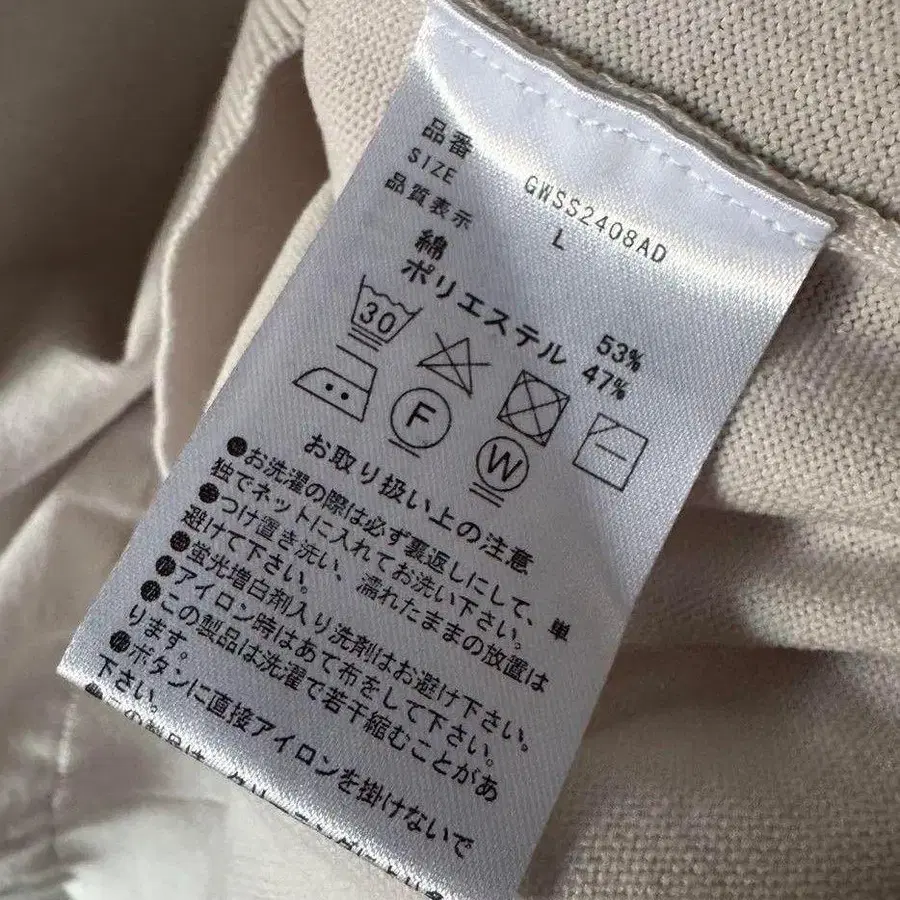 品番 GWSS2408AD
SIZE L
品質表示
綿 53%
ポリエステル 47%
30
F
W
お取り扱い上の注意
●お洗濯の際は必ず裏返しにして、単
独でネットに入れてお洗い下さい。
●つけ置き洗い、濡れたままの放置は
避けて下さい。
●蛍光増白剤入り洗剤はお避け下さい。
●アイロン時はあて布をして下さい。
●この製品は洗濯で若干縮むことがあ
ります。
●ボタンに直接アイロンを掛けないで
下さい。